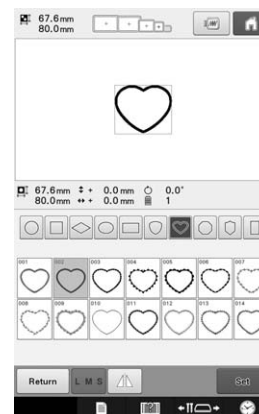 67.6mm
80.0mm
67.6mm + 0.0mm 0.0°
80.0mm + 0.0mm 1
001 002 003 004 005 006 007
008 009 010 011 012 013 014
Return L M S Set